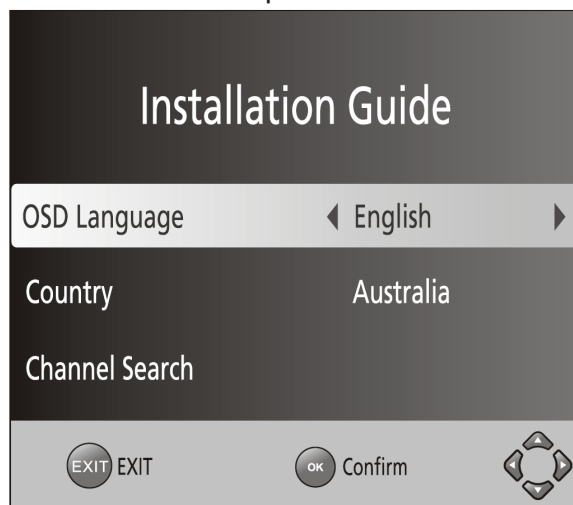 Installation Guide
OSD Language English
Country Australia
Channel Search
EXIT EXIT OK Confirm